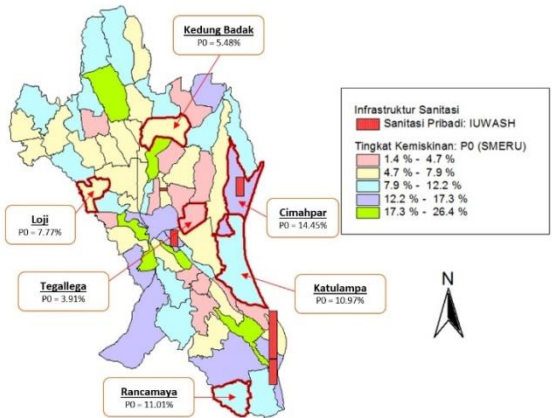 Kedung Badak
P0 = 5.48%
Loji
P0 = 7.77%
Cimahpar
P0 = 14.45%
Tegallega
P0 = 3.91%
Katulampa
P0 = 10.97%
Rancamaya
P0 = 11.01%
Infrastuktur Sanitasi
Sanitasi Pribadi: IUWASH
Tingkat Kemiskinan: P0 (SMERU)
1.4 % - 4.7 %
4.7 % - 7.9 %
7.9 % - 12.2 %
12.2 % - 17.3 %
17.3 % - 26.4 %
N